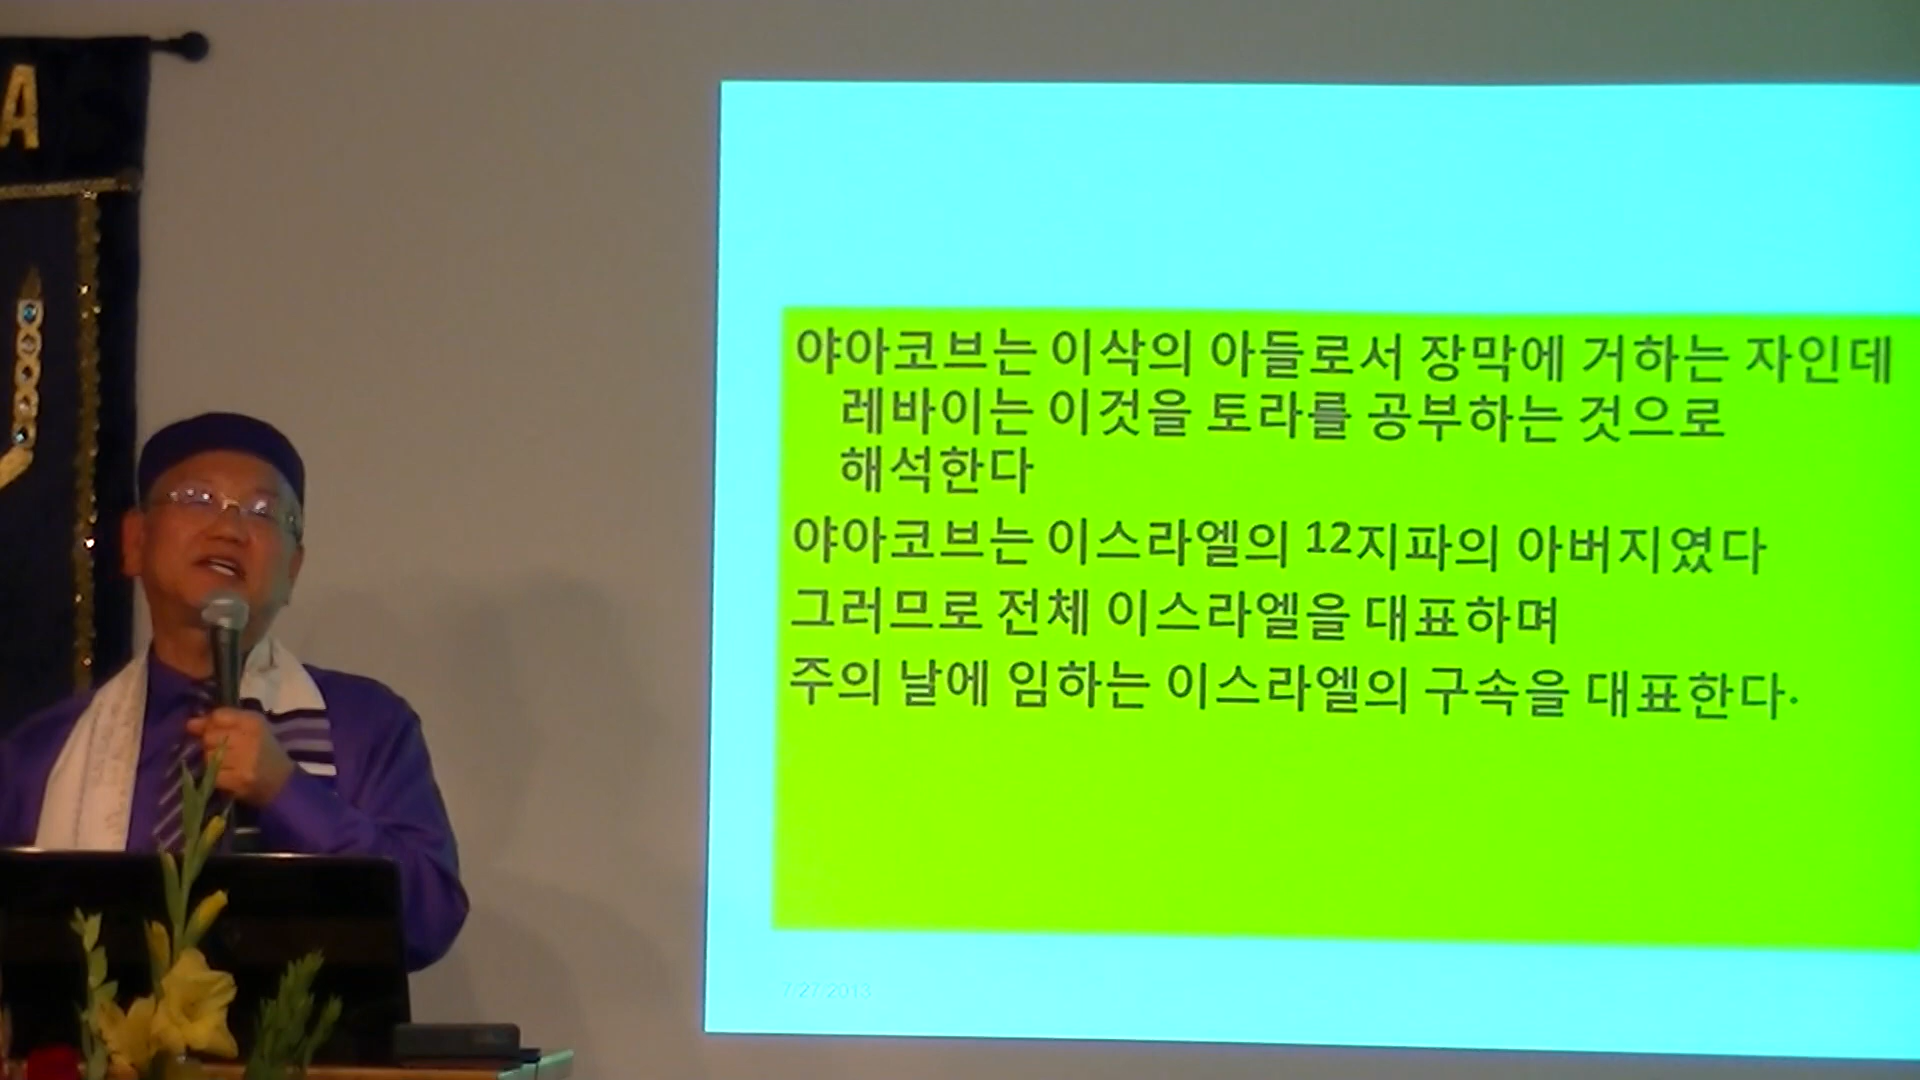 A
야아코브는 이삭의 아들로서 장막에 거하는 자인데
레바이는 이것을 토라를 공부하는 것으로
해석한다
야아코브는 이스라엘의 12지파의 아버지였다
그러므로 전체 이스라엘을 대표하며
주의 날에 임하는 이스라엘의 구속을 대표한다.
7/27/2013